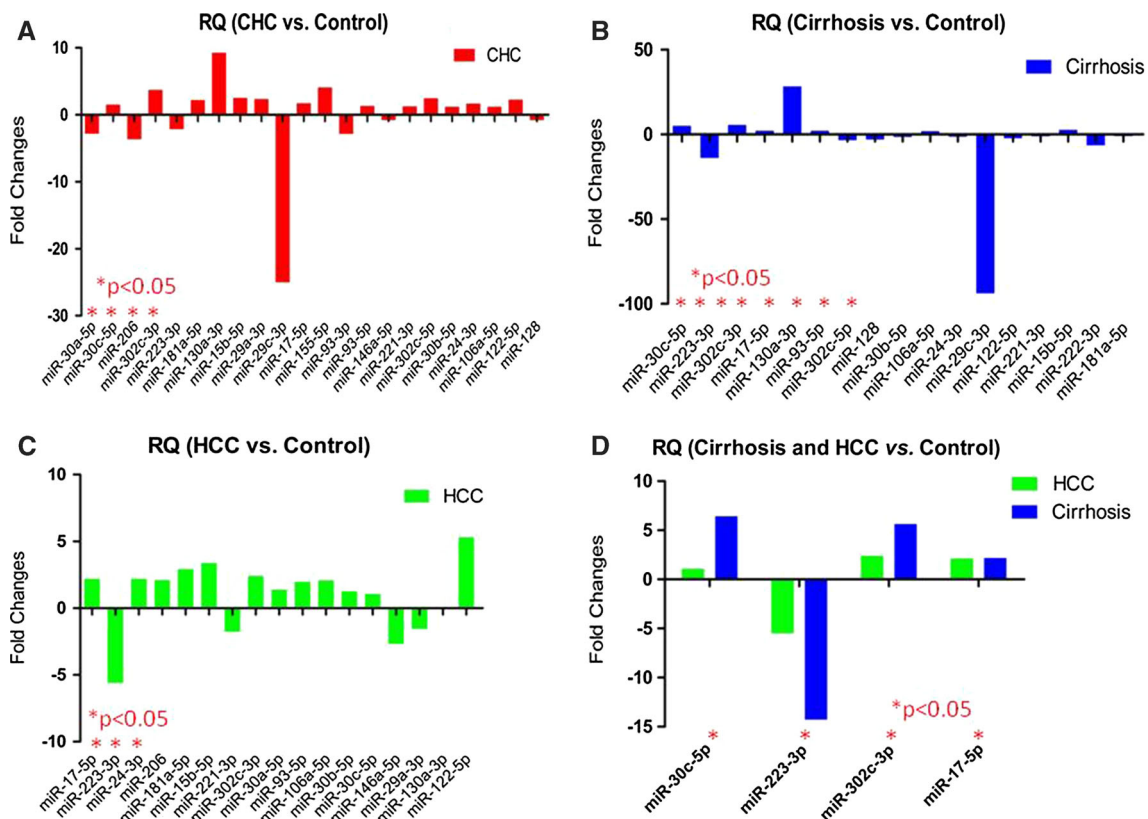 A
RQ (CHC vs. Control)
CHC
Fold Changes
10
0
-10
-20
-30
*p<0.05
* * * *
miR-30a-5p
miR-30c-5p
miR-206
miR-302c-3p
miR-223-3p
miR-181a-5p
miR-130a-3p
miR-15b-5p
miR-29a-3p
miR-29c-3p
miR-17-5p
miR-155-5p
miR-93-3p
miR-93-5p
miR-146a-5p
miR-221-3p
miR-302c-5p
miR-30b-5p
miR-24-3p
miR-106a-5p
miR-122-5p
miR-128
B
RQ (Cirrhosis vs. Control)
Cirrhosis
Fold Changes
50
0
-50
-100
*p<0.05
* * * * * * * *
miR-30c-5p
miR-223-3p
miR-302c-3p
miR-17-5p
miR-130a-3p
miR-93-5p
miR-302c-5p
miR-128
miR-30b-5p
miR-106a-5p
miR-24-3p
miR-29c-3p
miR-122-5p
miR-221-3p
miR-15b-5p
miR-222-3p
miR-181a-5p
C
RQ (HCC vs. Control)
HCC
Fold Changes
10
5
0
-5
-10
*p<0.05
* * *
miR-17-5p
miR-223-3p
miR-24-3p
miR-206
miR-181a-5p
miR-15b-5p
miR-221-3p
miR-302c-3p
miR-30a-5p
miR-93-5p
miR-106a-5p
miR-30b-5p
miR-30c-5p
miR-146a-5p
miR-29a-3p
miR-130a-3p
miR-122-5p
D
RQ (Cirrhosis and HCC vs. Control)
HCC
Cirrhosis
Fold Changes
10
5
0
-5
-10
-15
*p<0.05
* * * *
miR-30c-5p
miR-223-3p
miR-302c-3p
miR-17-5p